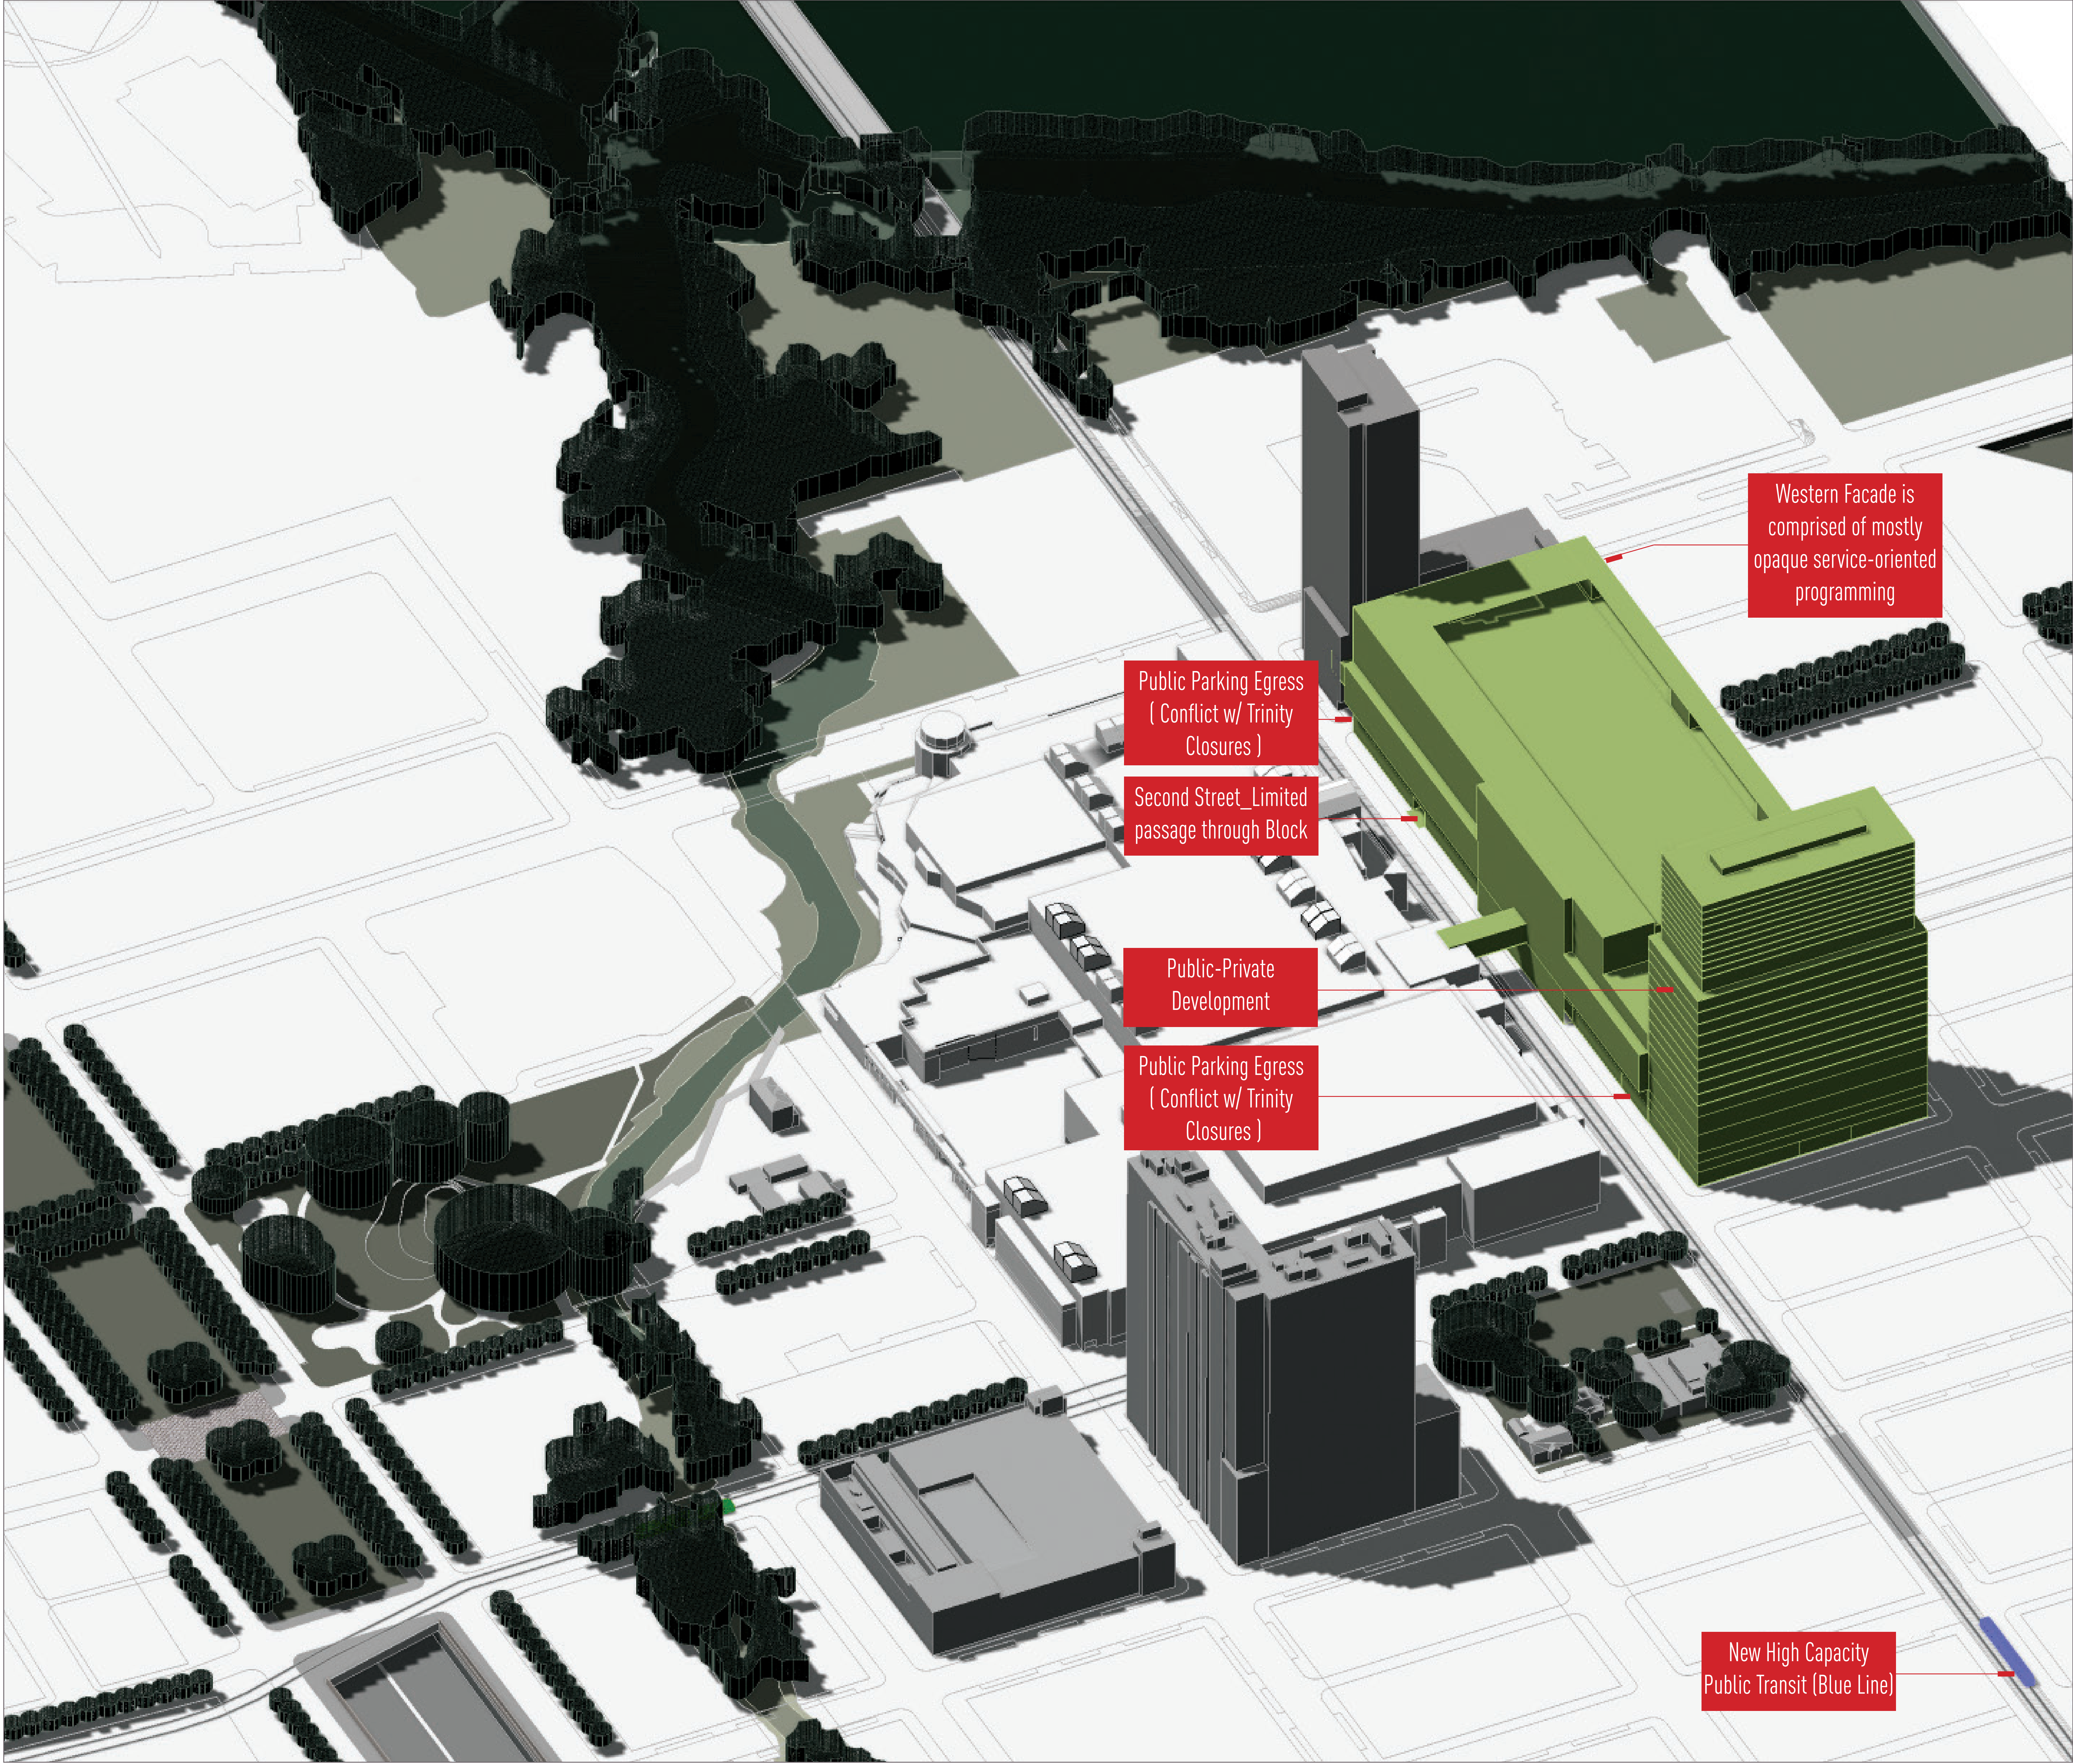 Western Facade is
comprised of mostly
opaque service-oriented
programming
Public Parking Egress
( Conflict w/ Trinity
Closures )
Second Street_Limited
passage through Block
Public-Private
Development
Public Parking Egress
( Conflict w/ Trinity
Closures )
New High Capacity
Public Transit (Blue Line)